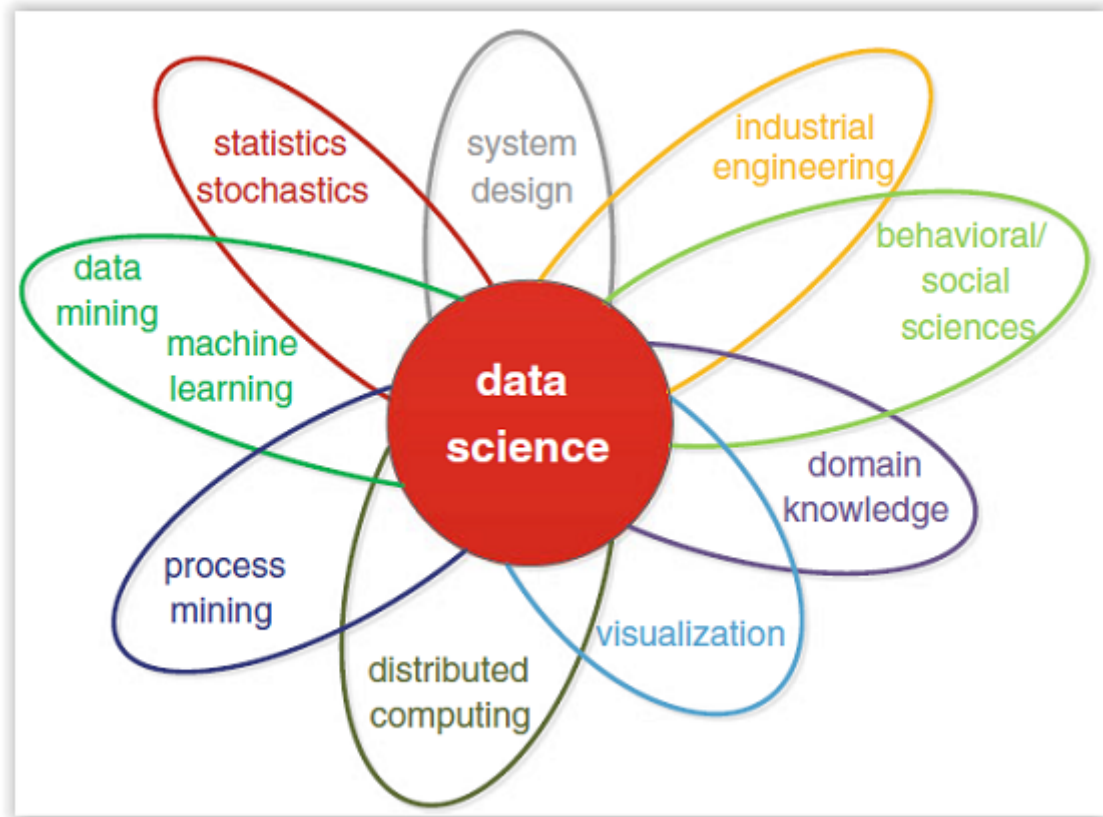 statistics
stochastics
system
design
industrial
engineering
behavioral/
social
sciences
data
mining
machine
learning
data
science
domain
knowledge
process
mining
visualization
distributed
computing